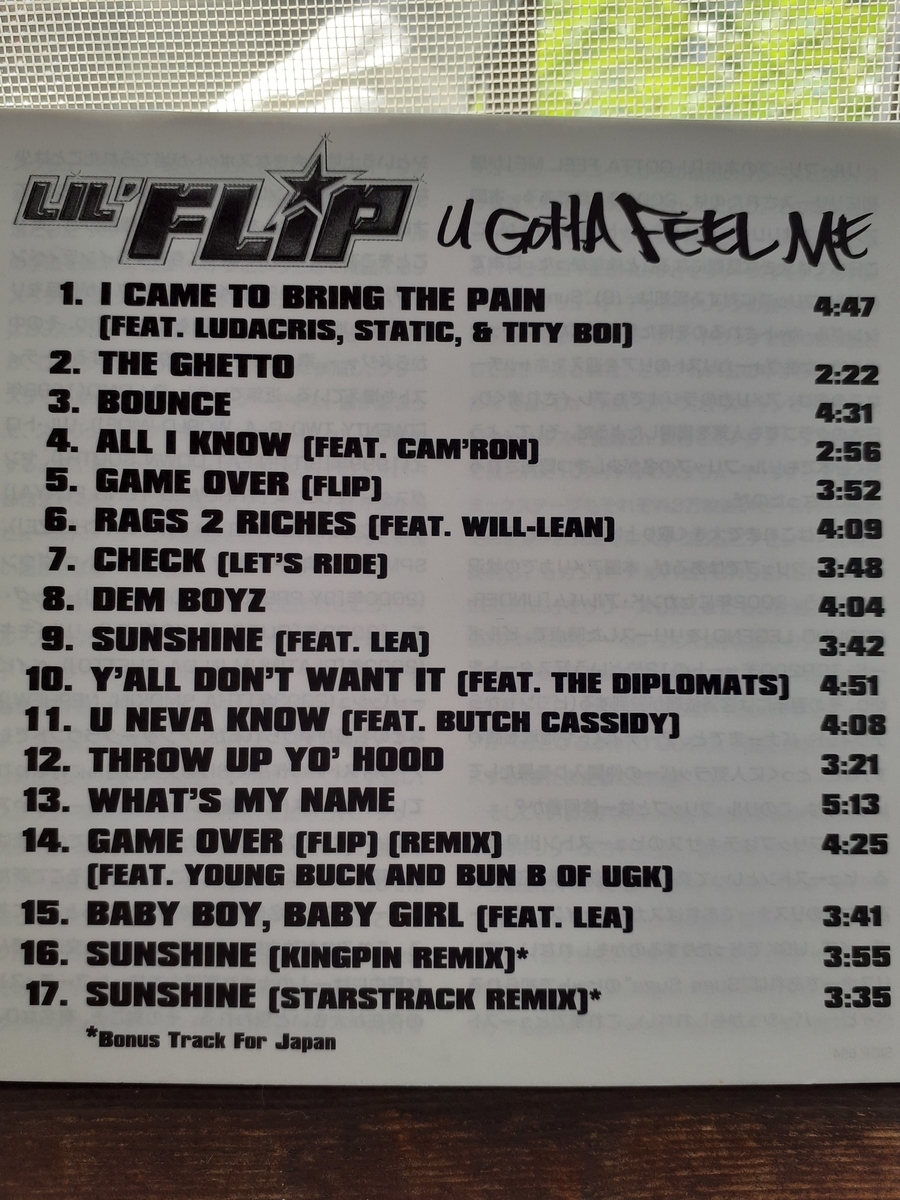 LIL' FLIP U GOTTA FEEL ME
1. I CAME TO BRING THE PAIN 4:47
(FEAT. LUDACRIS, STATIC, & TITY BOI)
2. THE GHETTO 2:22
3. BOUNCE 4:31
4. ALL I KNOW (FEAT. CAM'RON) 2:56
5. GAME OVER (FLIP) 3:52
6. RAGS 2 RICHES (FEAT. WILL-LEAN) 4:09
7. CHECK (LET'S RIDE) 3:48
8. DEM BOYZ 4:04
9. SUNSHINE (FEAT. LEA) 3:42
10. Y'ALL DON'T WANT IT (FEAT. THE DIPLOMATS) 4:51
11. U NEVA KNOW (FEAT. BUTCH CASSIDY) 4:08
12. THROW UP YO' HOOD 3:21
13. WHAT'S MY NAME 5:13
14. GAME OVER (FLIP) (REMIX) 4:25
(FEAT. YOUNG BUCK AND BUN B OF UGK)
15. BABY BOY, BABY GIRL (FEAT. LEA) 3:41
16. SUNSHINE (KINGPIN REMIX)* 3:55
17. SUNSHINE (STARSTRACK REMIX)* 3:35
*Bonus Track For Japan